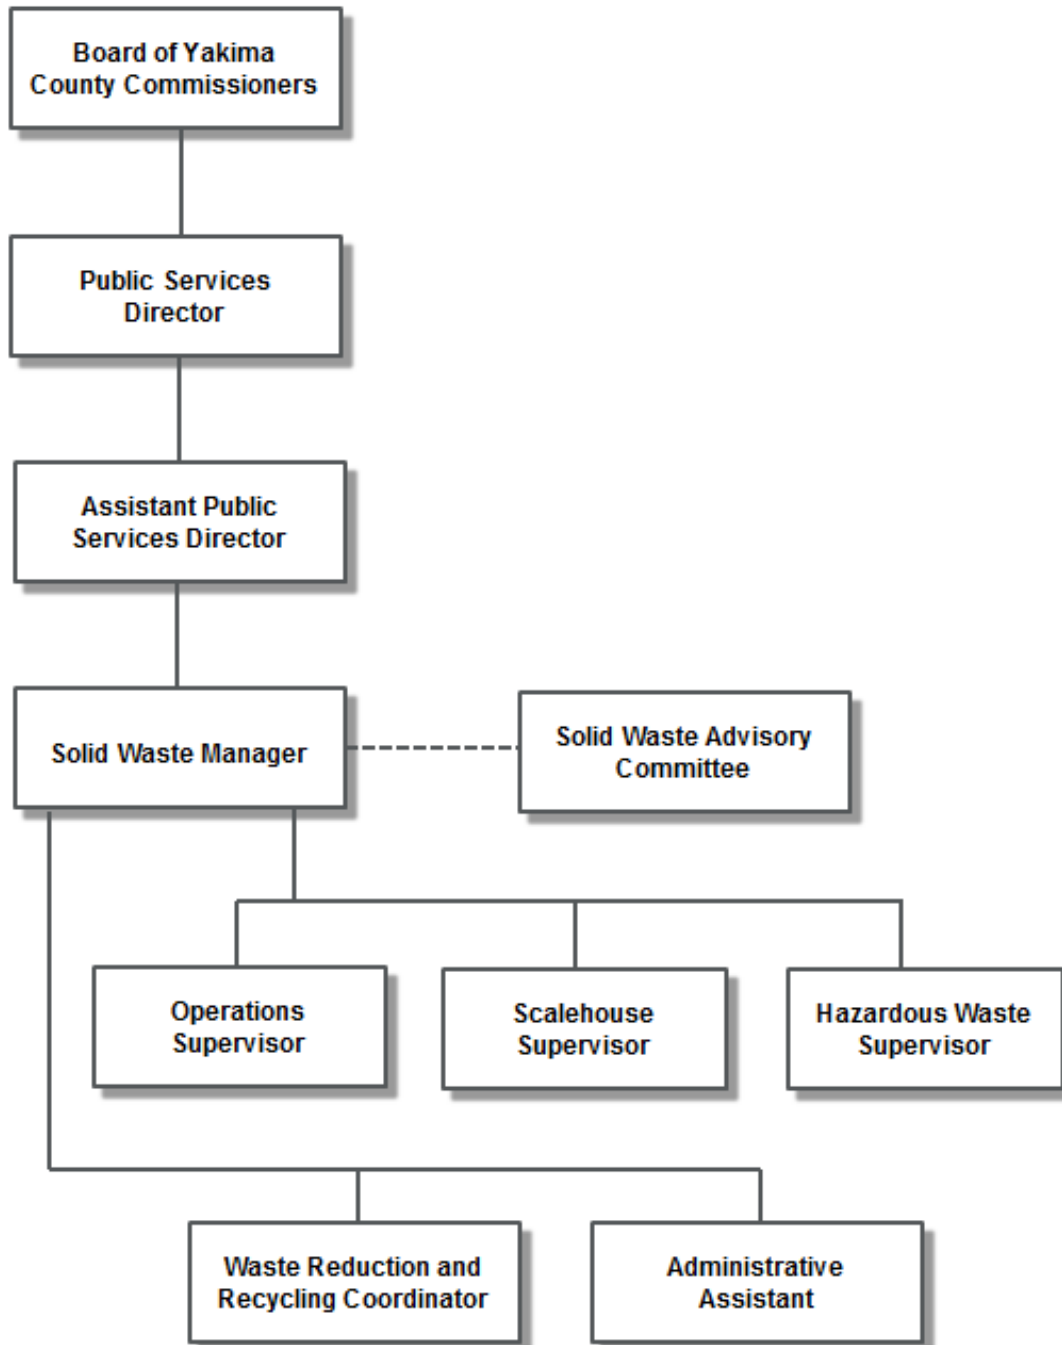 Board of Yakima
County Commissioners
Public Services
Director
Assistant Public
Services Director
Solid Waste Manager
Solid Waste Advisory
Committee
Operations
Supervisor
Scalehouse
Supervisor
Hazardous Waste
Supervisor
Waste Reduction and
Recycling Coordinator
Administrative
Assistant